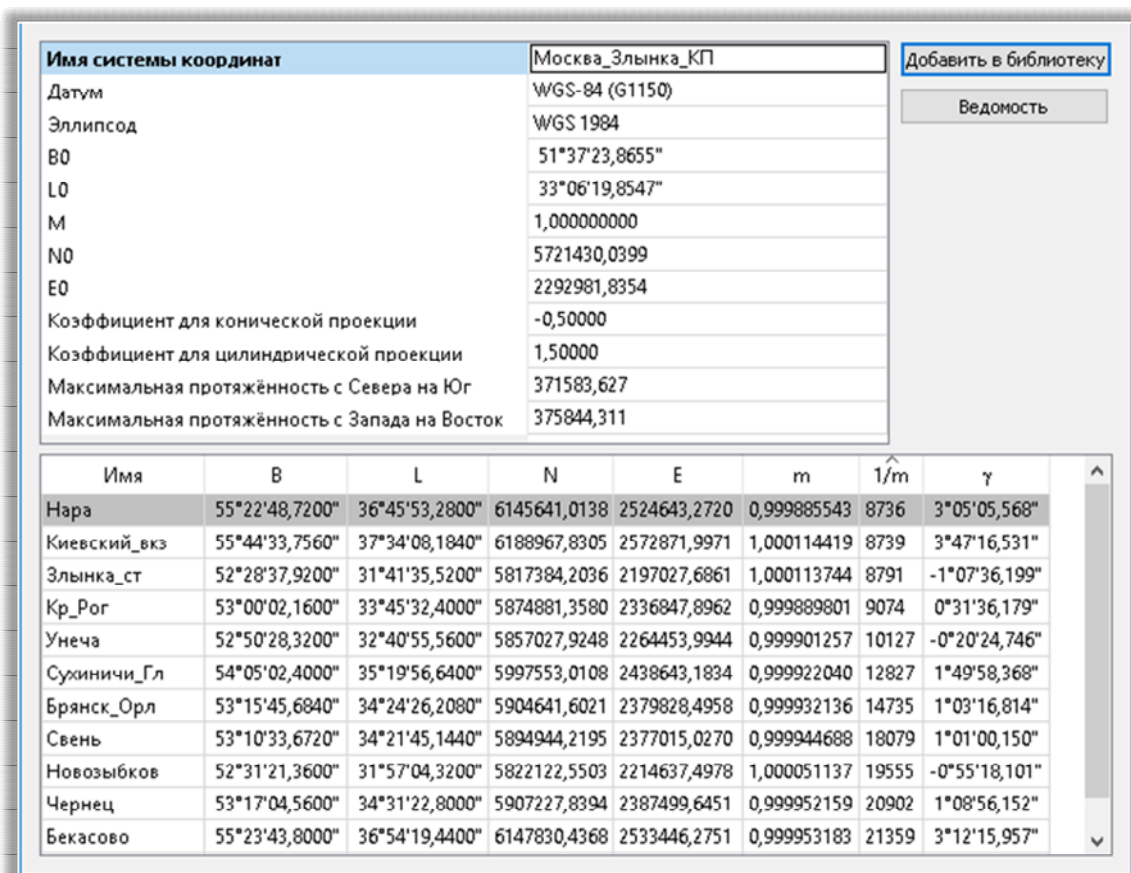 Имя системы координат Москва_Злынка_КП Добавить в библиотеку
Датум WGS-84 (G1150) Ведомость
Эллипсод WGS 1984
B0 51°37'23,8655"
L0 33°06'19,8547"
M 1,000000000
N0 5721430,0399
E0 2292981,8354
Коэффициент для конической проекции -0,50000
Коэффициент для цилиндрической проекции 1,50000
Максимальная протяжённость с Севера на Юг 371583,627
Максимальная протяжённость с Запада на Восток 375844,311
Имя B L N E m 1/m γ
Нара 55°22'48,7200" 36°45'53,2800" 6145641,0138 2524643,2720 0,999885543 8736 3°05'05,568"
Киевский_вкз 55°44'33,7560" 37°34'08,1840" 6188967,8305 2572871,9971 1,000114419 8739 3°47'16,531"
Злынка_ст 52°28'37,9200" 31°41'35,5200" 5817384,2036 2197027,6861 1,000113744 8791 -1°07'36,199"
Кр_Рог 53°00'02,1600" 33°45'32,4000" 5874881,3580 2336847,8962 0,999889801 9074 0°31'36,179"
Унеча 52°50'28,3200" 32°40'55,5600" 5857027,9248 2264453,9944 0,999901257 10127 -0°20'24,746"
Сухиничи_Гл 54°05'02,4000" 35°19'56,6400" 5997553,0108 2438643,1834 0,999922040 12827 1°49'58,368"
Брянск_Орл 53°15'45,6840" 34°24'26,2080" 5904641,6021 2379828,4958 0,999932136 14735 1°03'16,814"
Свень 53°10'33,6720" 34°21'45,1440" 5894944,2195 2377015,0270 0,999944688 18079 1°01'00,150"
Новозыбков 52°31'21,3600" 31°57'04,3200" 5822122,5503 2214637,4978 1,000051137 19555 -0°55'18,101"
Чернец 53°17'04,5600" 34°31'22,8000" 5907227,8394 2387499,6451 0,999952159 20902 1°08'56,152"
Бекасово 55°23'43,8000" 36°54'19,4400" 6147830,4368 2533446,2751 0,999953183 21359 3°12'15,957"